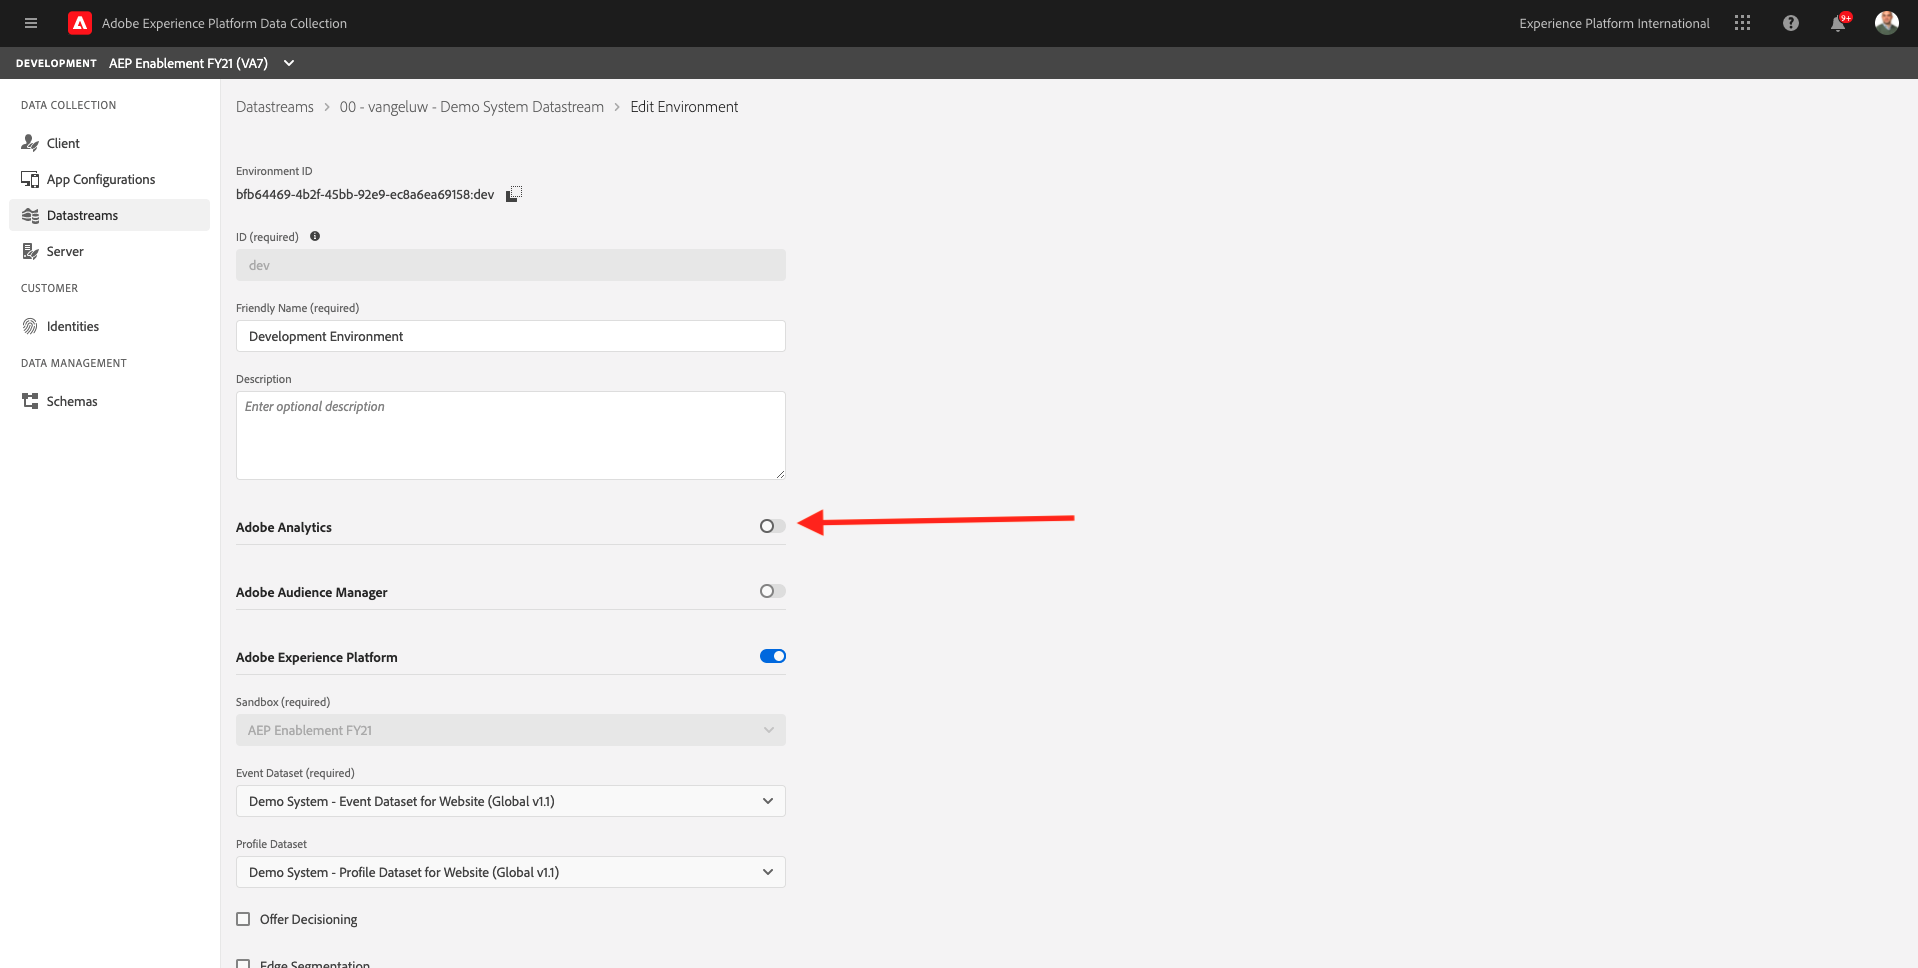 Adobe Experience Platform Data Collection
Experience Platform International
9+
DEVELOPMENT AEP Enablement FY21 (VA7)
DATA COLLECTION
Client
App Configurations
Datastreams
Server
CUSTOMER
Identities
DATA MANAGEMENT
Schemas
Datastreams > 00 - vangeluw - Demo System Datastream > Edit Environment
Environment ID
bfb64469-4b2f-45bb-92e9-ec8a6ea69158:dev
ID (required)
dev
Friendly Name (required)
Development Environment
Description
Enter optional description
Adobe Analytics
Adobe Audience Manager
Adobe Experience Platform
Sandbox (required)
AEP Enablement FY21
Event Dataset (required)
Demo System - Event Dataset for Website (Global v1.1)
Profile Dataset
Demo System - Profile Dataset for Website (Global v1.1)
Offer Decisioning
Edge Segmentation